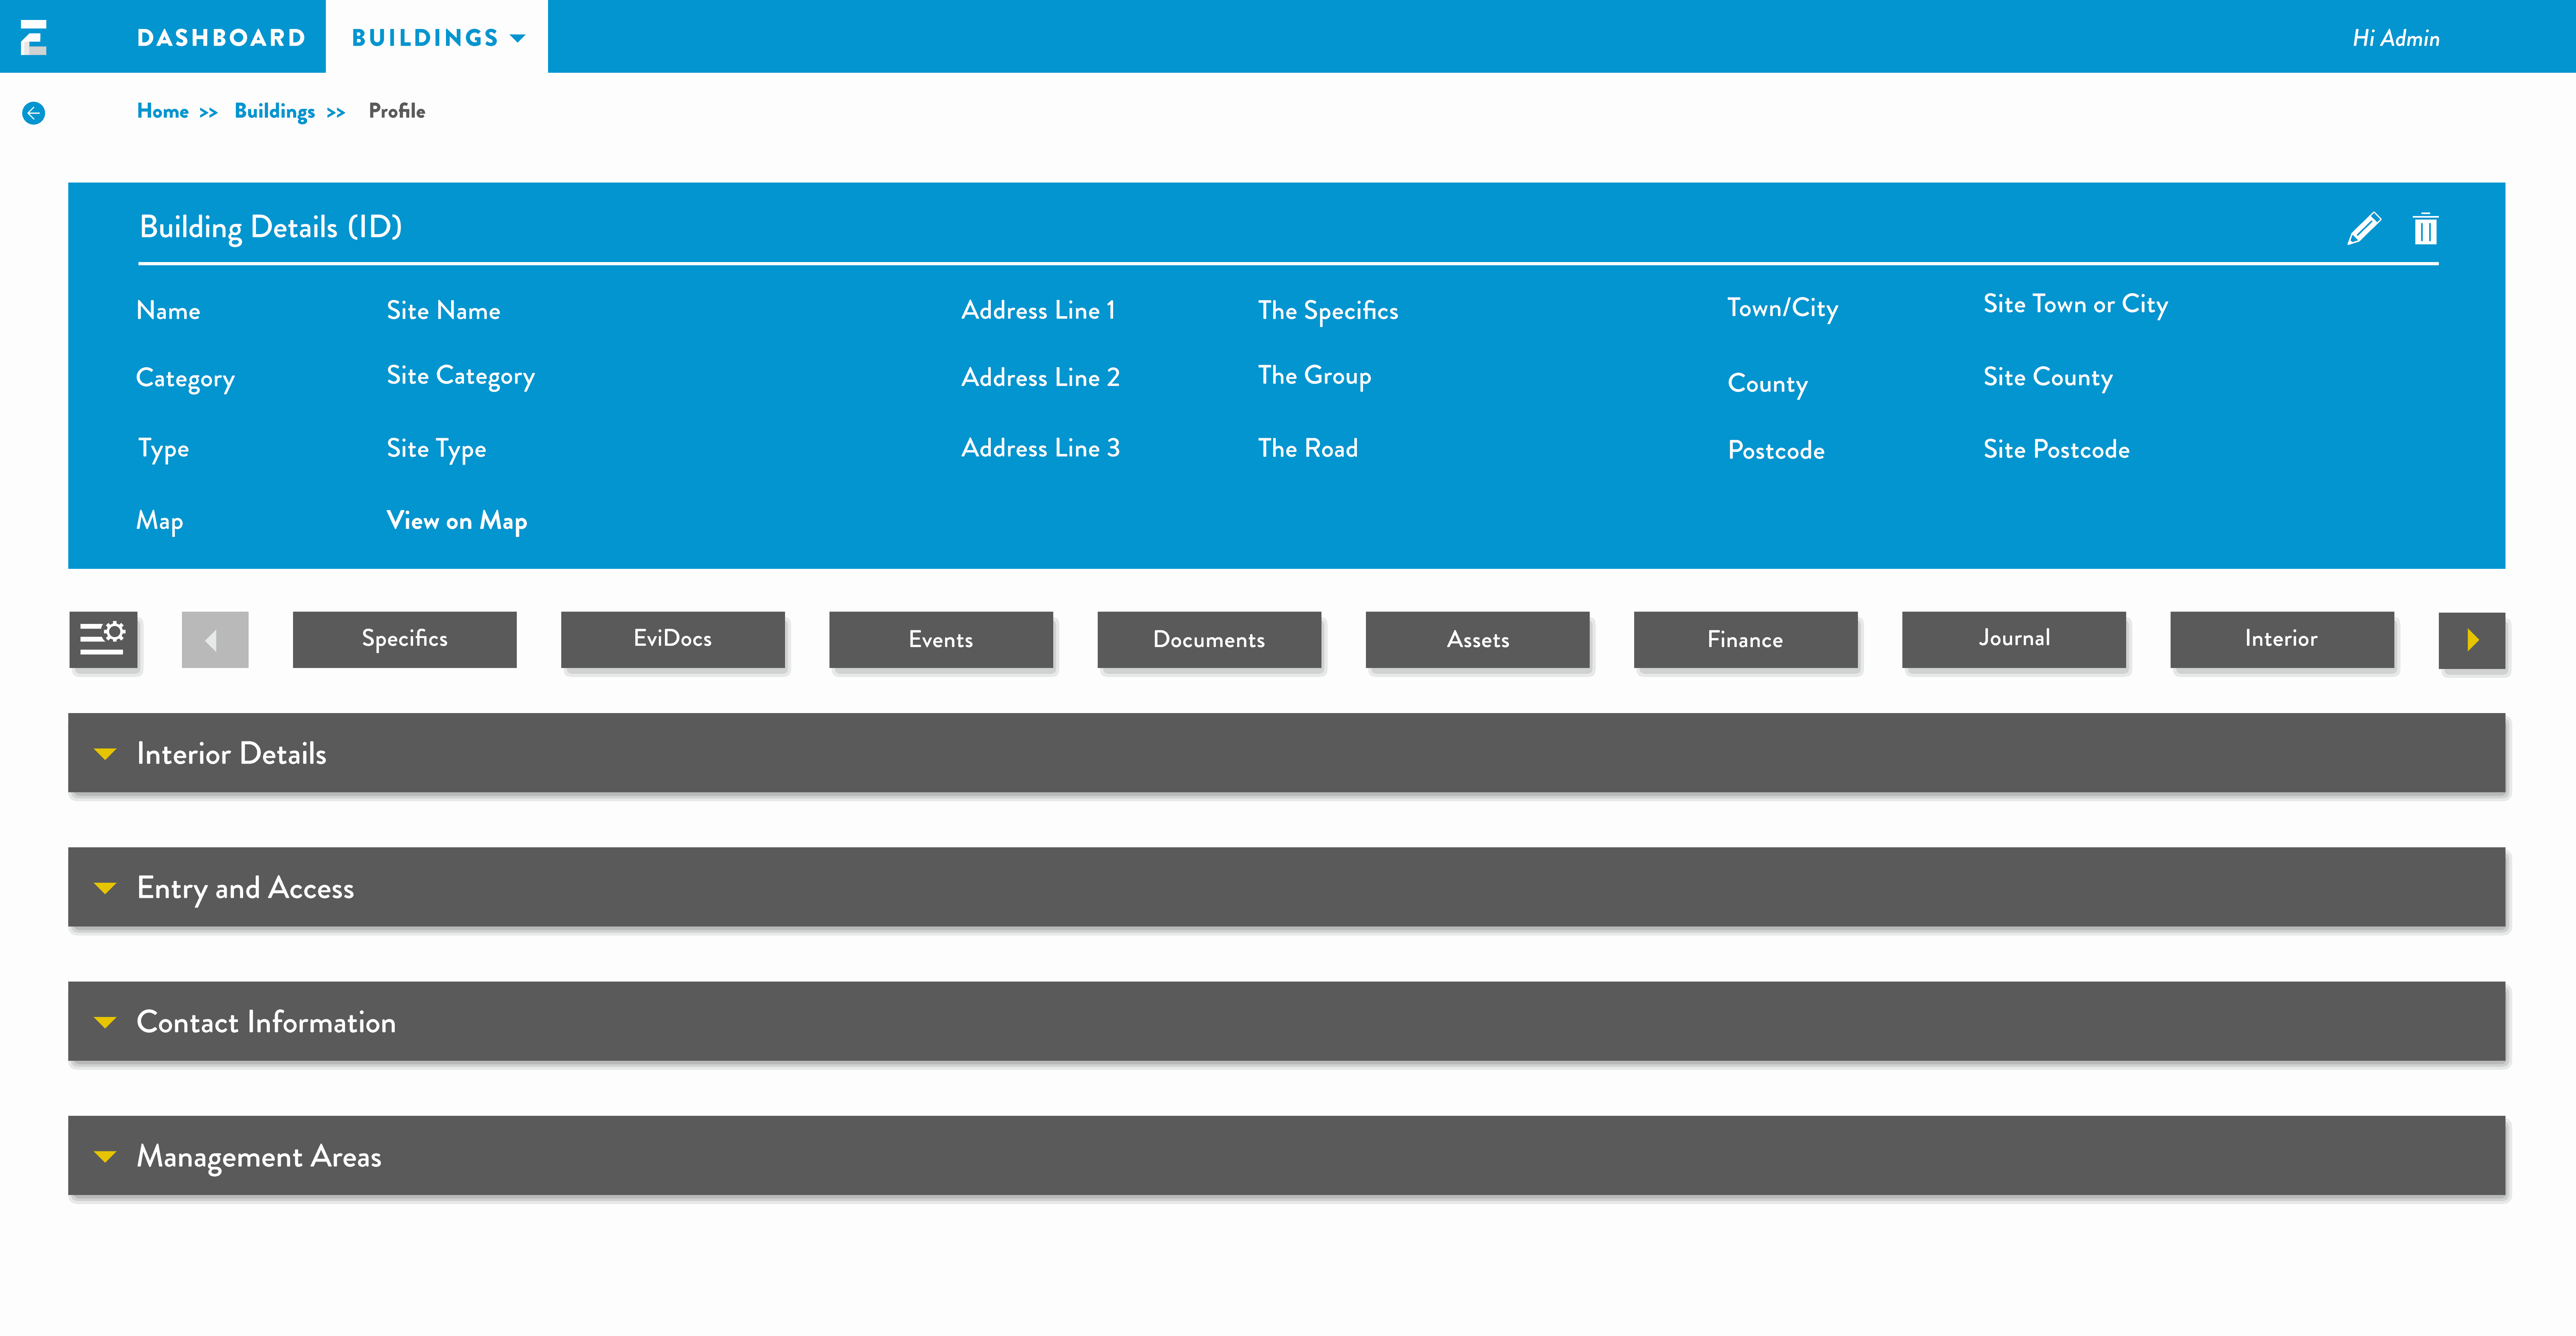 DASHBOARD BUILDINGS Hi Admin
Home >> Buildings >> Profile
Building Details (ID)
Name Site Name Address Line 1 The Specifics Town/City Site Town or City
Category Site Category Address Line 2 The Group County Site County
Type Site Type Address Line 3 The Road Postcode Site Postcode
Map View on Map
Specifics EviDocs Events Documents Assets Finance Journal Interior
Interior Details
Entry and Access
Contact Information
Management Areas